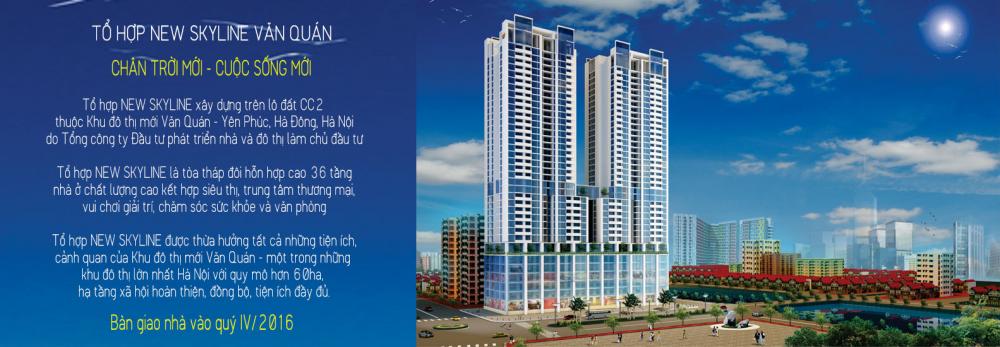 TỔ HỢP NEW SKYLINE VĂN QUÁN
CHÂN TRỜI MỚI - CUỘC SỐNG MỚI
Tổ hợp NEW SKYLINE xây dựng trên lô đất CC2
thuộc Khu đô thị mới Văn Quán - Yên Phúc, Hà Đông, Hà Nội
do Tổng công ty Đầu tư phát triển nhà và đô thị làm chủ đầu tư
Tổ hợp NEW SKYLINE là tòa tháp đôi hỗn hợp cao 36 tầng
nhà ở chất lượng cao kết hợp siêu thị, trung tâm thương mại,
vui chơi giải trí, chăm sóc sức khỏe và văn phòng
Tổ hợp NEW SKYLINE được thừa hưởng tất cả những tiện ích,
cảnh quan của Khu đô thị mới Văn Quán - một trong những
khu đô thị lớn nhất Hà Nội với quy mô hơn 60ha,
hạ tầng xã hội hoàn thiện, đồng bộ, tiện ích đầy đủ.
Bàn giao nhà vào quý IV/2016